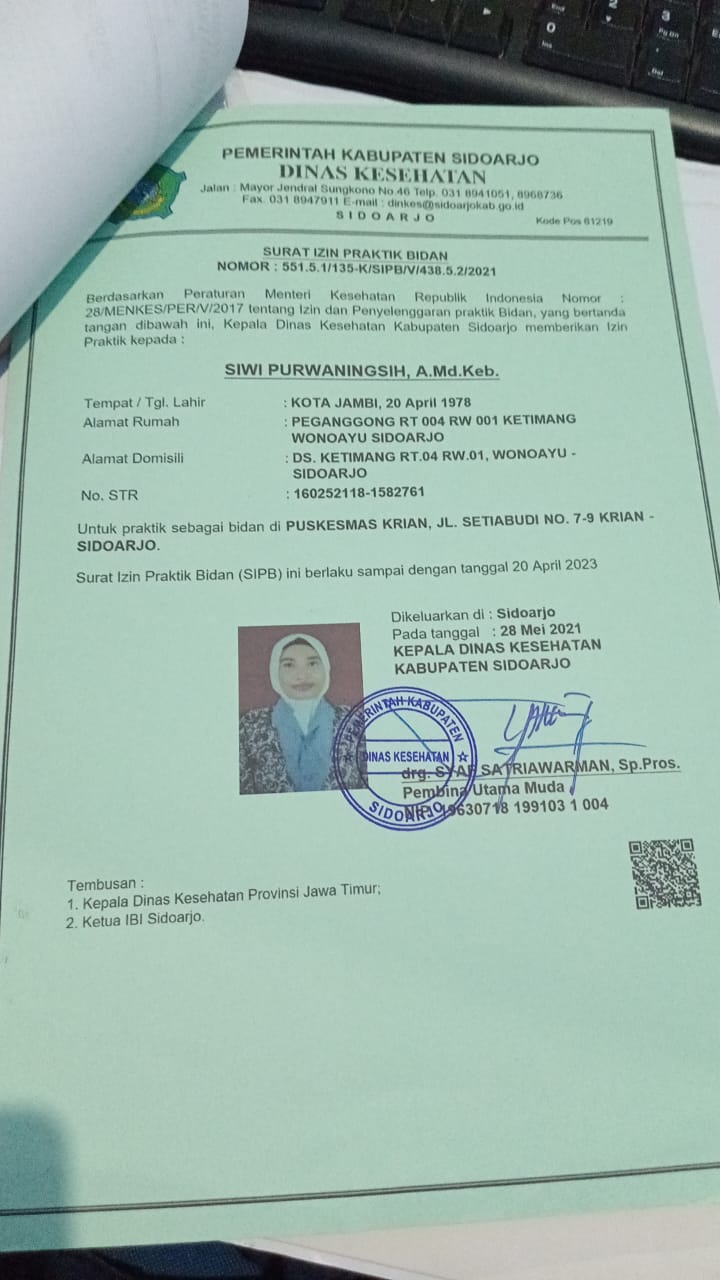 PEMERINTAH KABUPATEN SIDOARJO
DINAS KESEHATAN
Jalan : Mayor Jendral Sungkono No.46 Telp. 031 8941051, 8968736
Fax. 031 8947911 E-mail : dinkes@sidoarjokab.go.id
SIDOARJO
Kode Pos 61219
SURAT IZIN PRAKTIK BIDAN
NOMOR : 551.5.1/135-K/SIPB/V/438.5.2/2021
Berdasarkan Peraturan Menteri Kesehatan Republik Indonesia Nomor :
28/MENKES/PER/V/2017 tentang Izin dan Penyelenggaran praktik Bidan, yang bertanda
tangan dibawah ini, Kepala Dinas Kesehatan Kabupaten Sidoarjo memberikan Izin
Praktik kepada :
SIWI PURWANINGSIH, A.Md.Keb.
Tempat / Tgl. Lahir : KOTA JAMBI, 20 April 1978
Alamat Rumah : PEGANGGONG RT 004 RW 001 KETIMANG
WONOAYU SIDOARJO
Alamat Domisili : DS. KETIMANG RT.04 RW.01, WONOAYU -
SIDOARJO
No. STR : 160252118-1582761
Untuk praktik sebagai bidan di PUSKESMAS KRIAN, JL. SETIABUDI NO. 7-9 KRIAN -
SIDOARJO.
Surat Izin Praktik Bidan (SIPB) ini berlaku sampai dengan tanggal 20 April 2023
Dikeluarkan di : Sidoarjo
Pada tanggal : 28 Mei 2021
KEPALA DINAS KESEHATAN
KABUPATEN SIDOARJO
PEMERINTAH KABUPATEN
DINAS KESEHATAN
SIDOARJO
drg. SYAF SATRIAWARMAN, Sp.Pros.
Pembina Utama Muda
NIP. 19630718 199103 1 004
Tembusan :
1. Kepala Dinas Kesehatan Provinsi Jawa Timur;
2. Ketua IBI Sidoarjo.